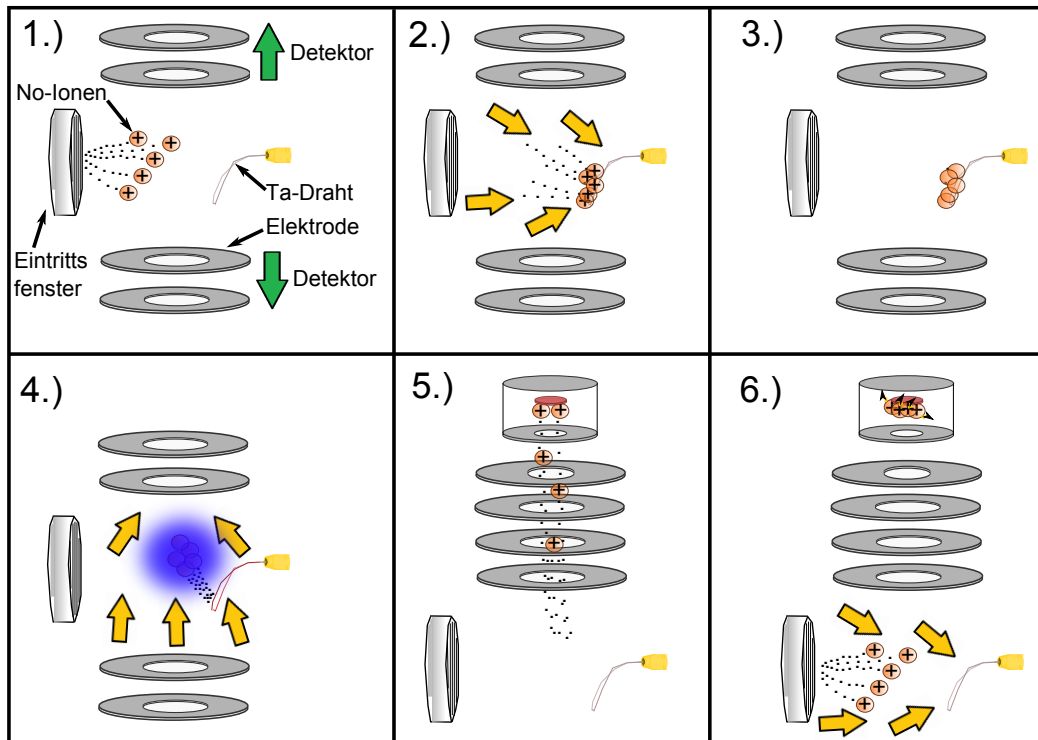 1.)
Detektor
No-Ionen
Ta-Draht
Elektrode
Eintritts
fenster
Detektor
2.)
3.)
4.)
5.)
6.)